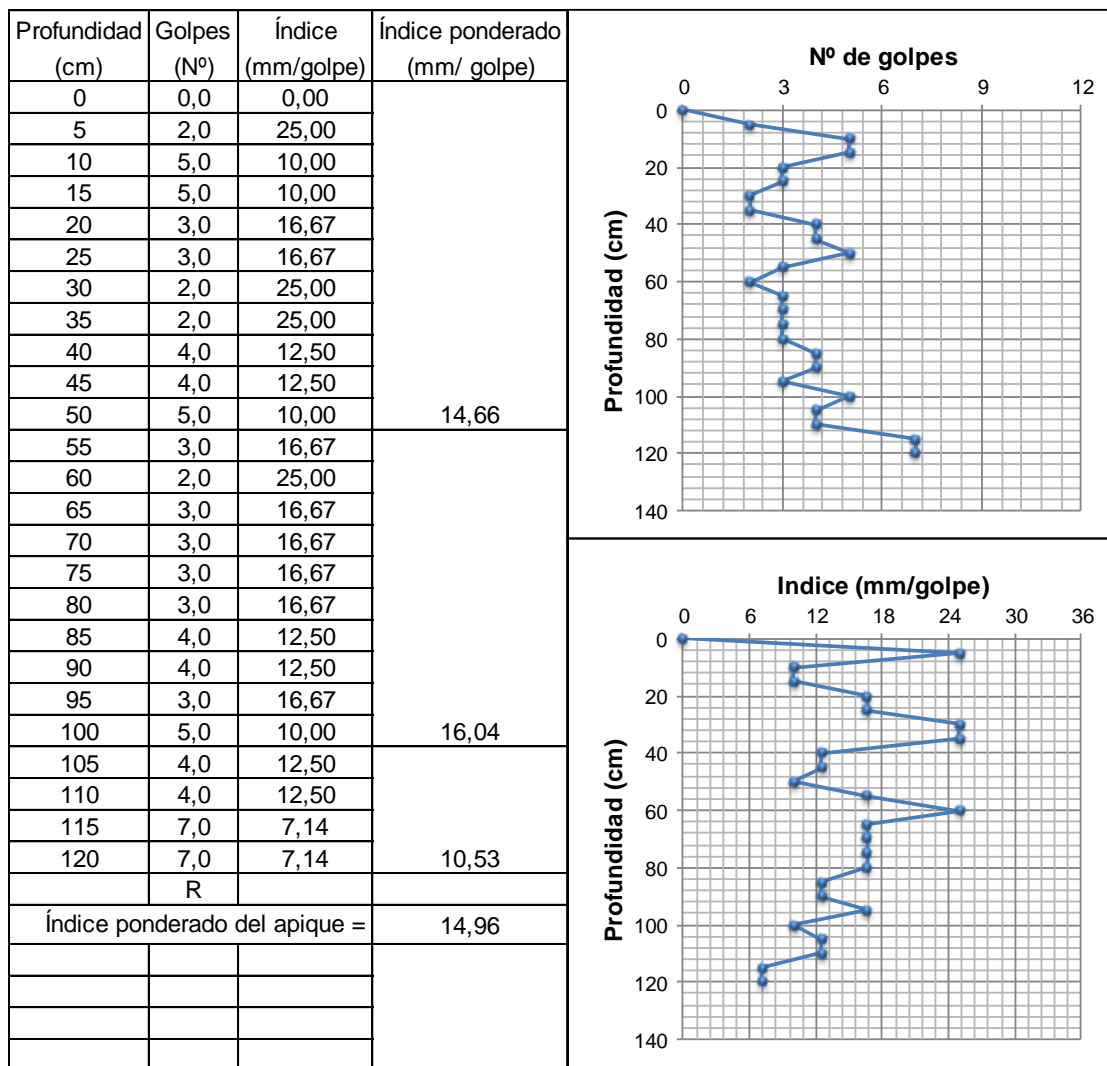 Profundidad Golpes Índice Índice ponderado
(cm) (Nº) (mm/golpe) (mm/ golpe)
0 0,0 0,00
5 2,0 25,00
10 5,0 10,00
15 5,0 10,00
20 3,0 16,67
25 3,0 16,67
30 2,0 25,00
35 2,0 25,00
40 4,0 12,50
45 4,0 12,50
50 5,0 10,00 14,66
55 3,0 16,67
60 2,0 25,00
65 3,0 16,67
70 3,0 16,67
75 3,0 16,67
80 3,0 16,67
85 4,0 12,50
90 4,0 12,50
95 3,0 16,67
100 5,0 10,00 16,04
105 4,0 12,50
110 4,0 12,50
115 7,0 7,14
120 7,0 7,14 10,53
R
Índice ponderado del apique = 14,96
Nº de golpes
0 3 6 9 12
Profundidad (cm)
0
20
40
60
80
100
120
140
Indice (mm/golpe)
0 6 12 18 24 30 36
Profundidad (cm)
0
20
40
60
80
100
120
140